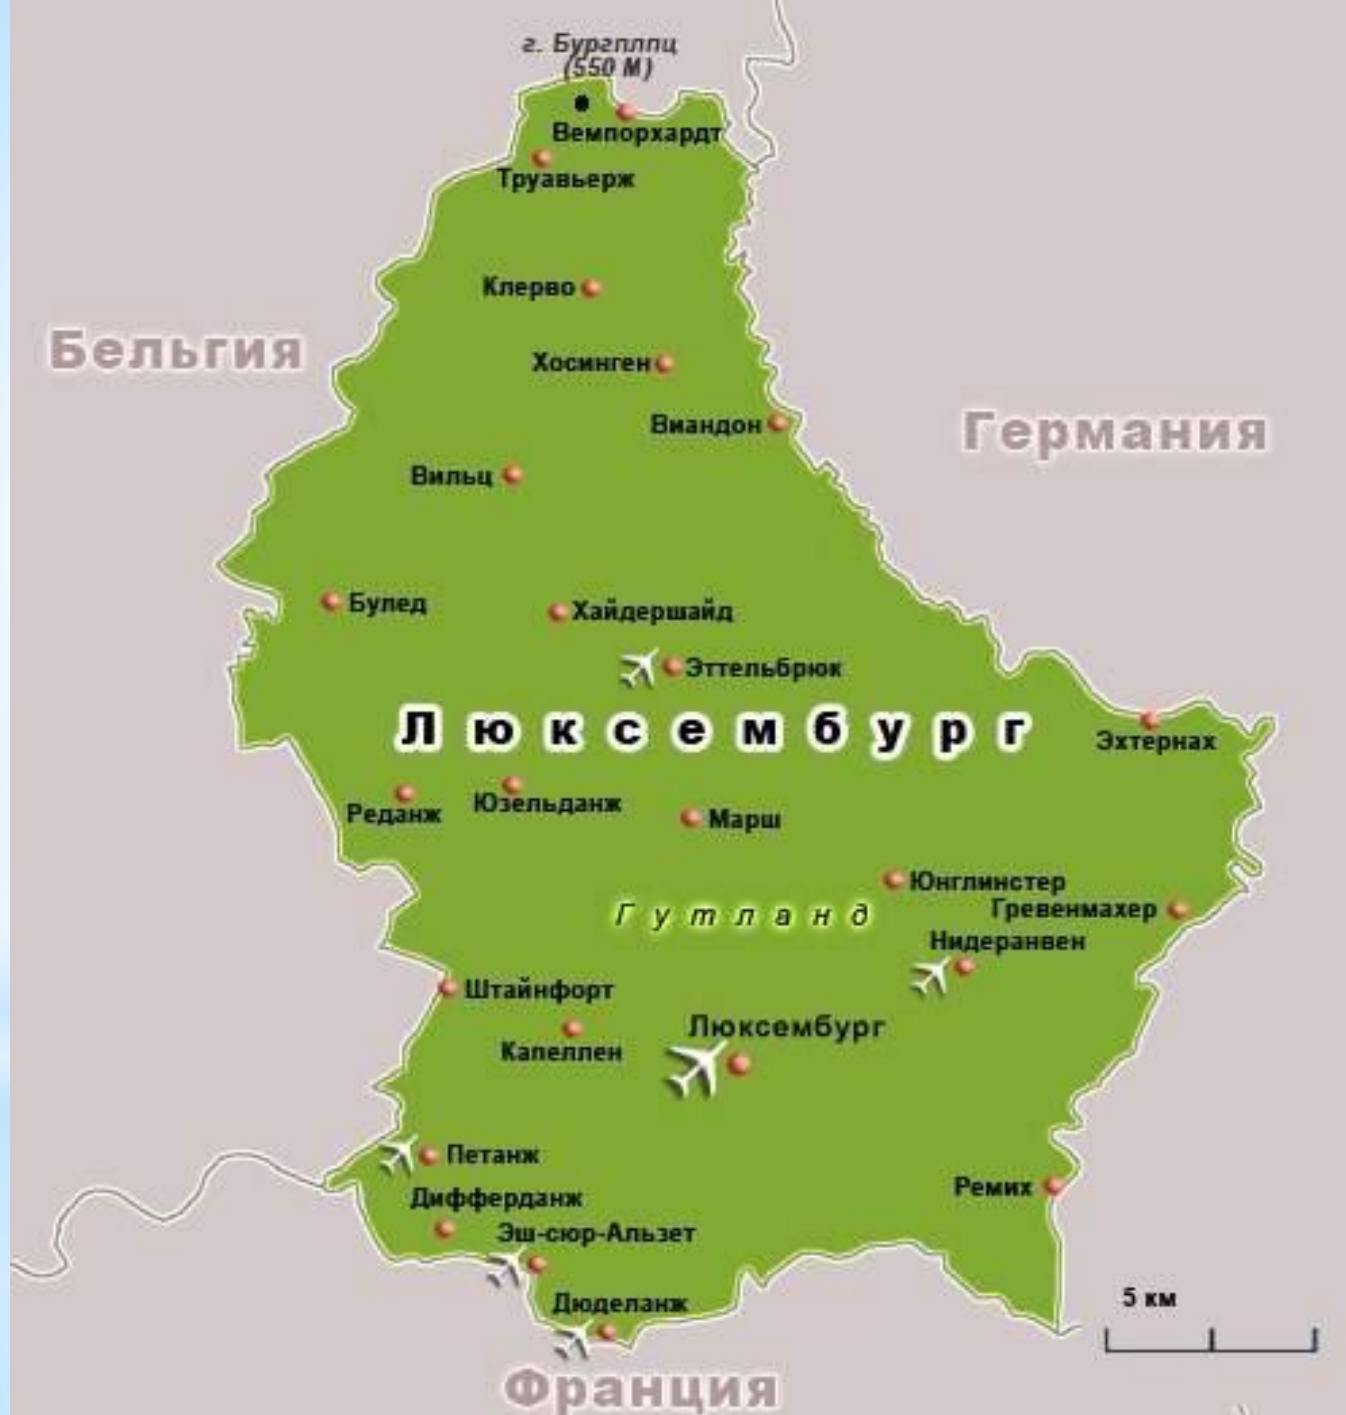 г. Бургплпц
(550 М)
Вемпорхардт
Труавьерж
Клерво
Бельгия
Хосинген
Виандон
Германия
Вильц
Булед
Хайдершайд
Эттельбрюк
Люксембург
Эхтернах
Реданж
Юзельданж
Марш
Юнглинстер
Гутланд
Гревенмахер
Нидеранвен
Штайнфорт
Люксембург
Капеллен
Петанж
Ремих
Дифферданж
Эш-сюр-Альзет
Дюделанж
5 км
Франция